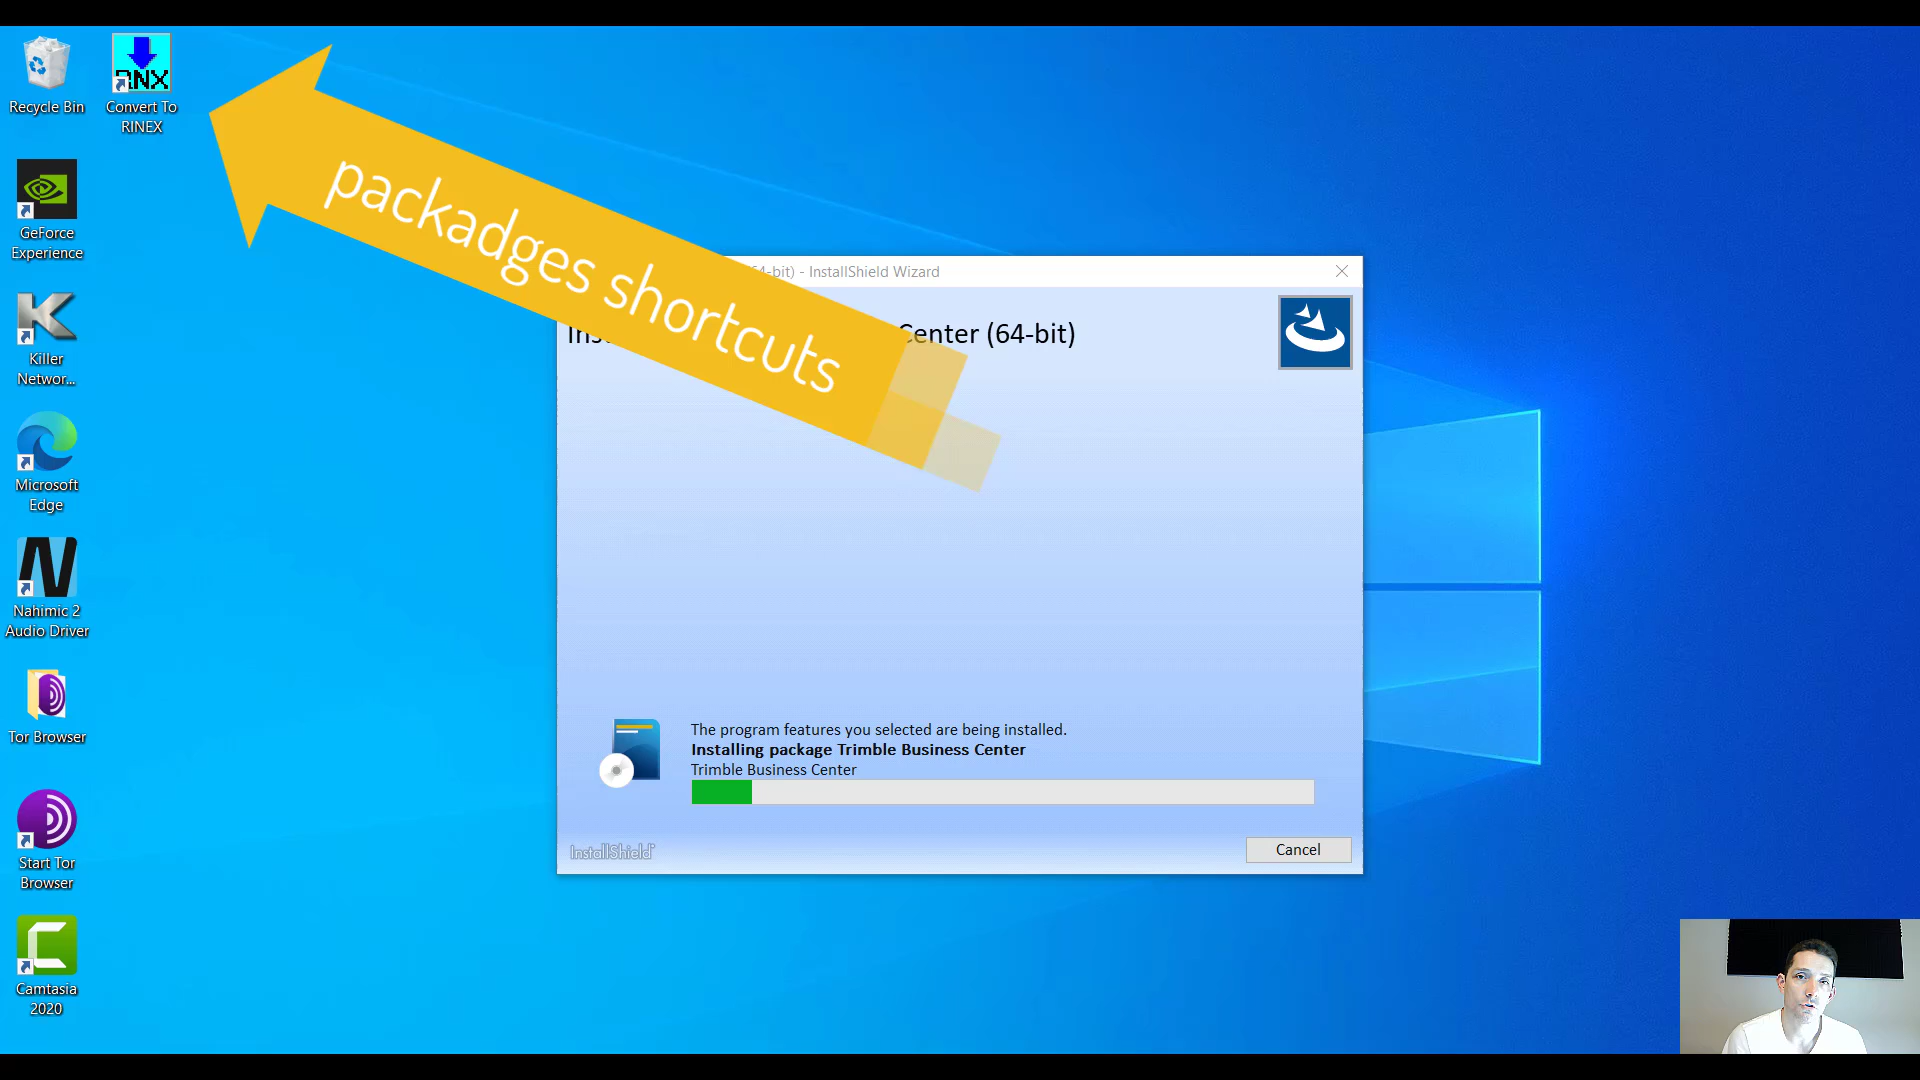 Recycle Bin
Convert To
RINEX
GeForce
Experience
Killer
Networ...
Microsoft
Edge
Nahimic 2
Audio Driver
Tor Browser
Start Tor
Browser
Camtasia
2020
RNX
packadges shortcuts
64-bit) - InstallShield Wizard
Center (64-bit)
The program features you selected are being installed.
Installing package Trimble Business Center
Trimble Business Center
InstallShield
Cancel